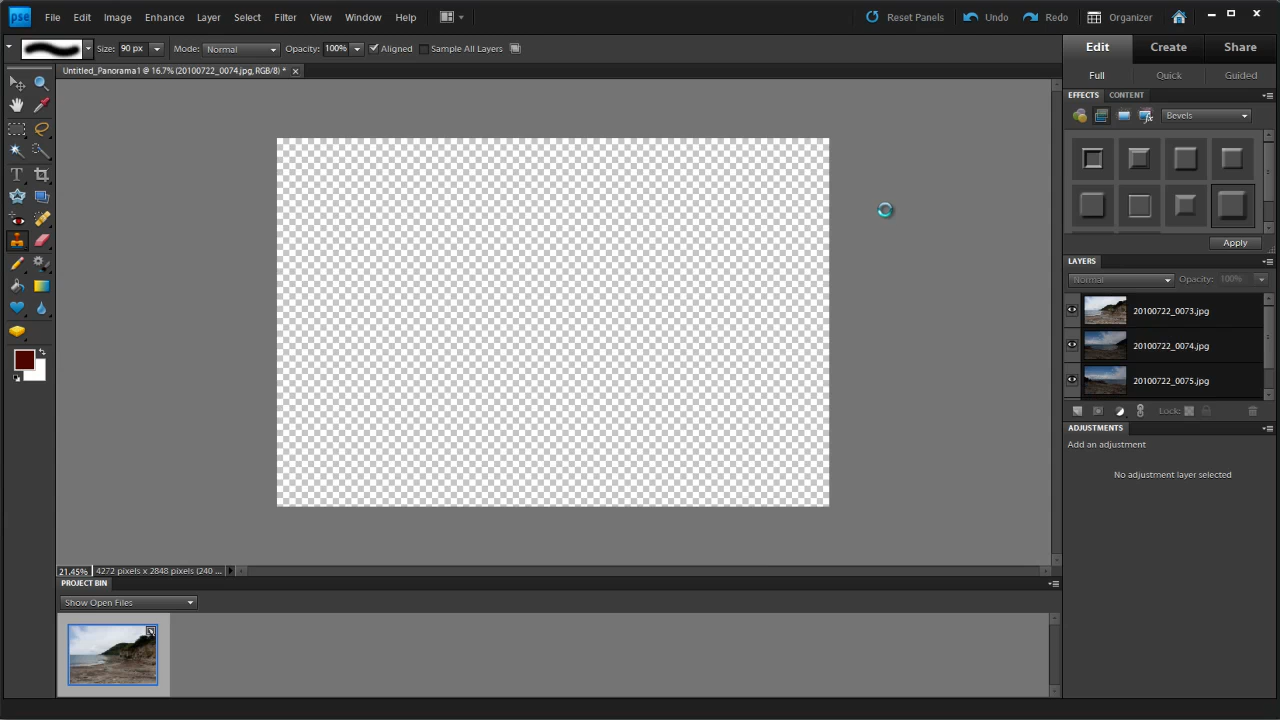 pse File Edit Image Enhance Layer Select Filter View Window Help Reset Panels Undo Redo Organizer
Size: 90 px Mode: Normal Opacity: 100% Aligned Sample All Layers
Edit Create Share
Untitled_Panorama1 @ 16.7% (20100722_0074.jpg, RGB/8) *
Full Quick Guided
EFFECTS CONTENT
Bevels
Apply
LAYERS
Normal Opacity: 100%
20100722_0073.jpg
20100722_0074.jpg
20100722_0075.jpg
Lock:
ADJUSTMENTS
Add an adjustment
No adjustment layer selected
21.45% 4272 pixels x 2848 pixels (240 ...
PROJECT BIN
Show Open Files